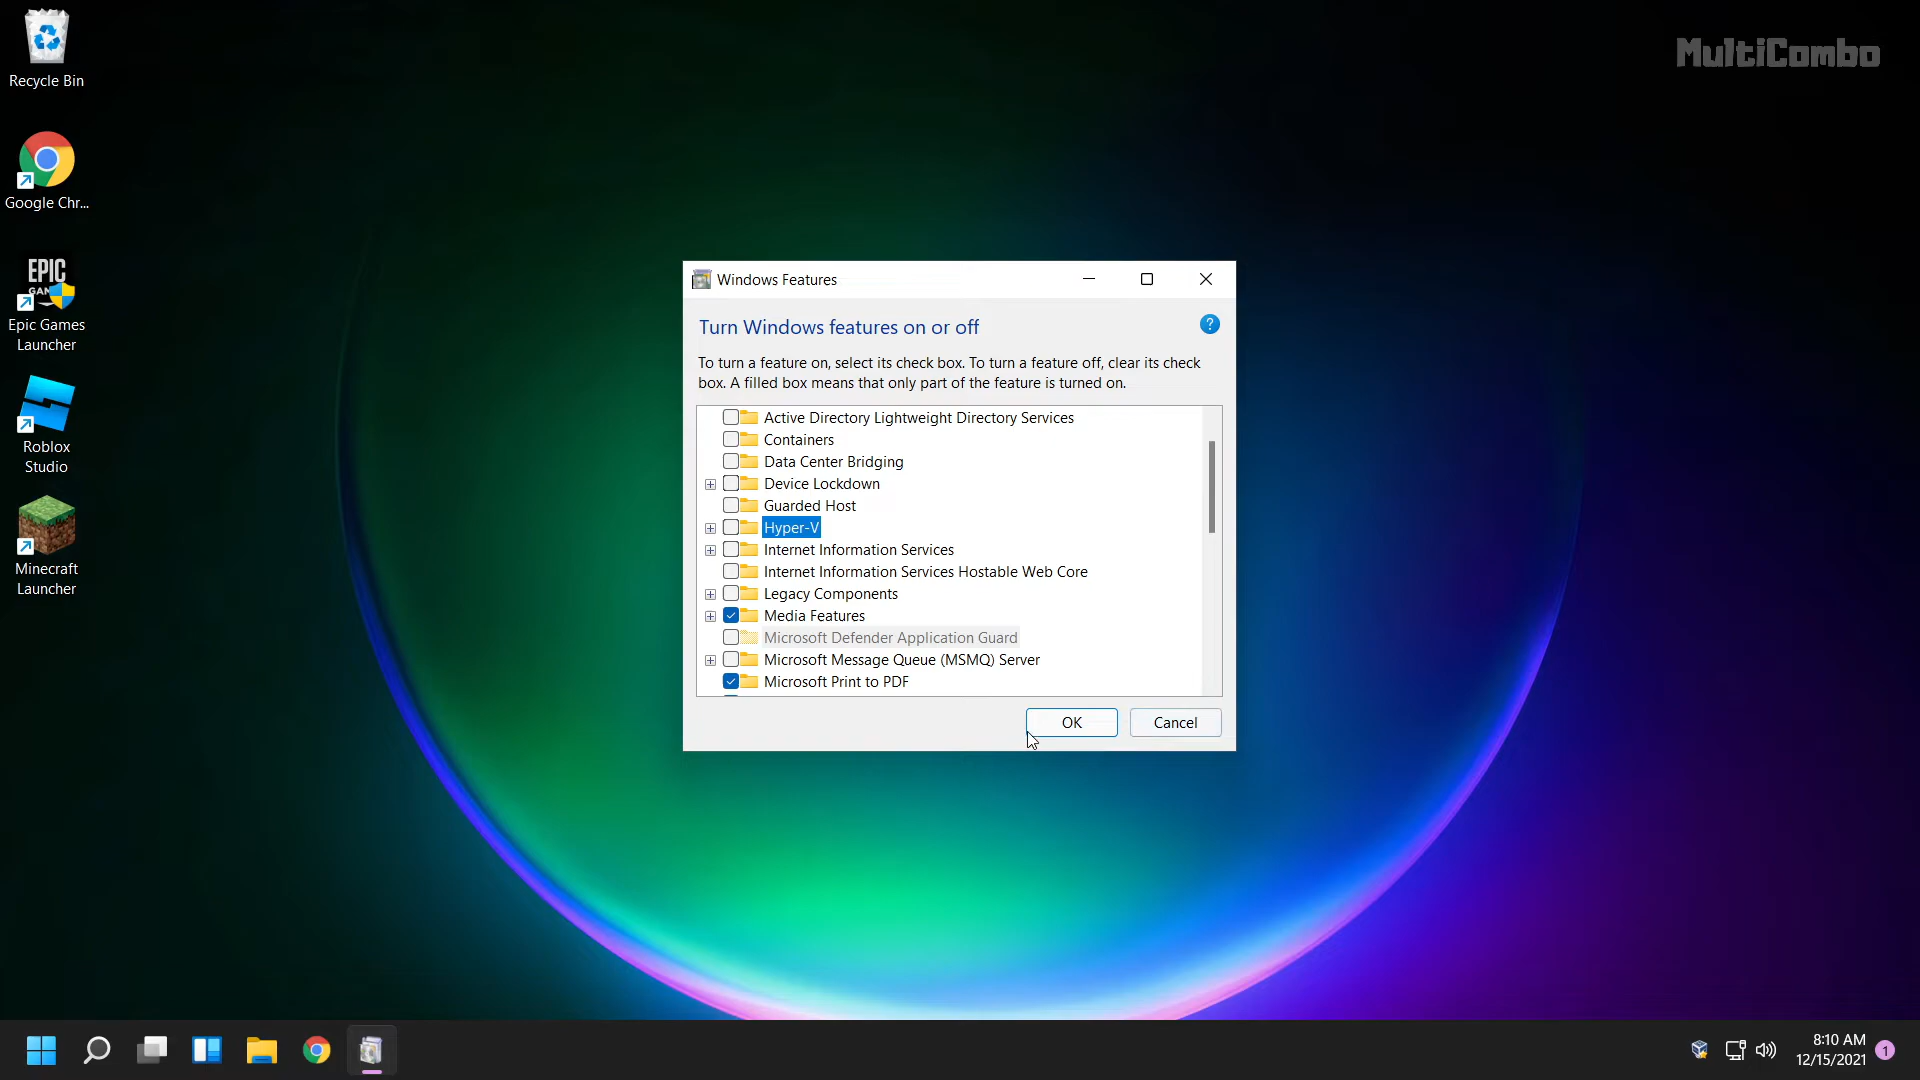 Recycle Bin
MultiCombo
Google Chr...
EPIC
GAM
Epic Games
Launcher
Roblox
Studio
Minecraft
Launcher
Windows Features
Turn Windows features on or off
?
To turn a feature on, select its check box. To turn a feature off, clear its check
box. A filled box means that only part of the feature is turned on.
Active Directory Lightweight Directory Services
Containers
Data Center Bridging
Device Lockdown
Guarded Host
Hyper-V
Internet Information Services
Internet Information Services Hostable Web Core
Legacy Components
Media Features
Microsoft Defender Application Guard
Microsoft Message Queue (MSMQ) Server
Microsoft Print to PDF
OK
Cancel
8:10 AM
12/15/2021
1